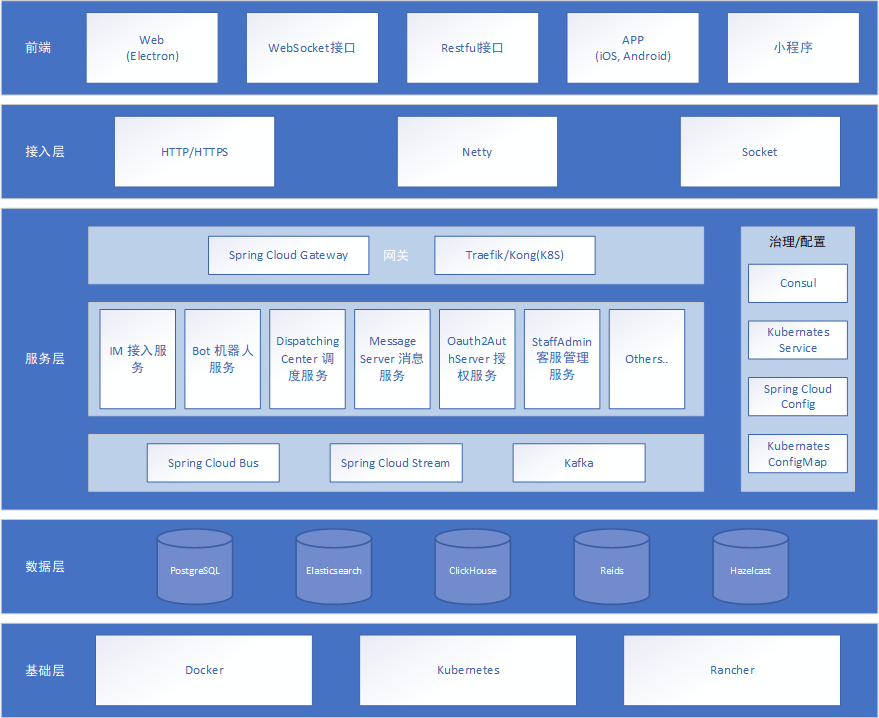 前端
Web
(Electron)
WebSocket接口
Restful接口
APP
(iOS, Android)
小程序
接入层
HTTP/HTTPS
Netty
Socket
服务层
Spring Cloud Gateway
网关
Traefik/Kong(K8S)
IM 接入服
务
Bot 机器人
服务
Dispatching
Center 调
度服务
Message
Server 消息
服务
Oauth2Aut
hServer 授
权服务
StaffAdmin
客服管理
服务
Others..
Spring Cloud Bus
Spring Cloud Stream
Kafka
治理/配置
Consul
Kubernates
Service
Spring Cloud
Config
Kubernates
ConfigMap
数据层
PostgreSQL
Elasticsearch
ClickHouse
Reids
Hazelcast
基础层
Docker
Kubernetes
Rancher